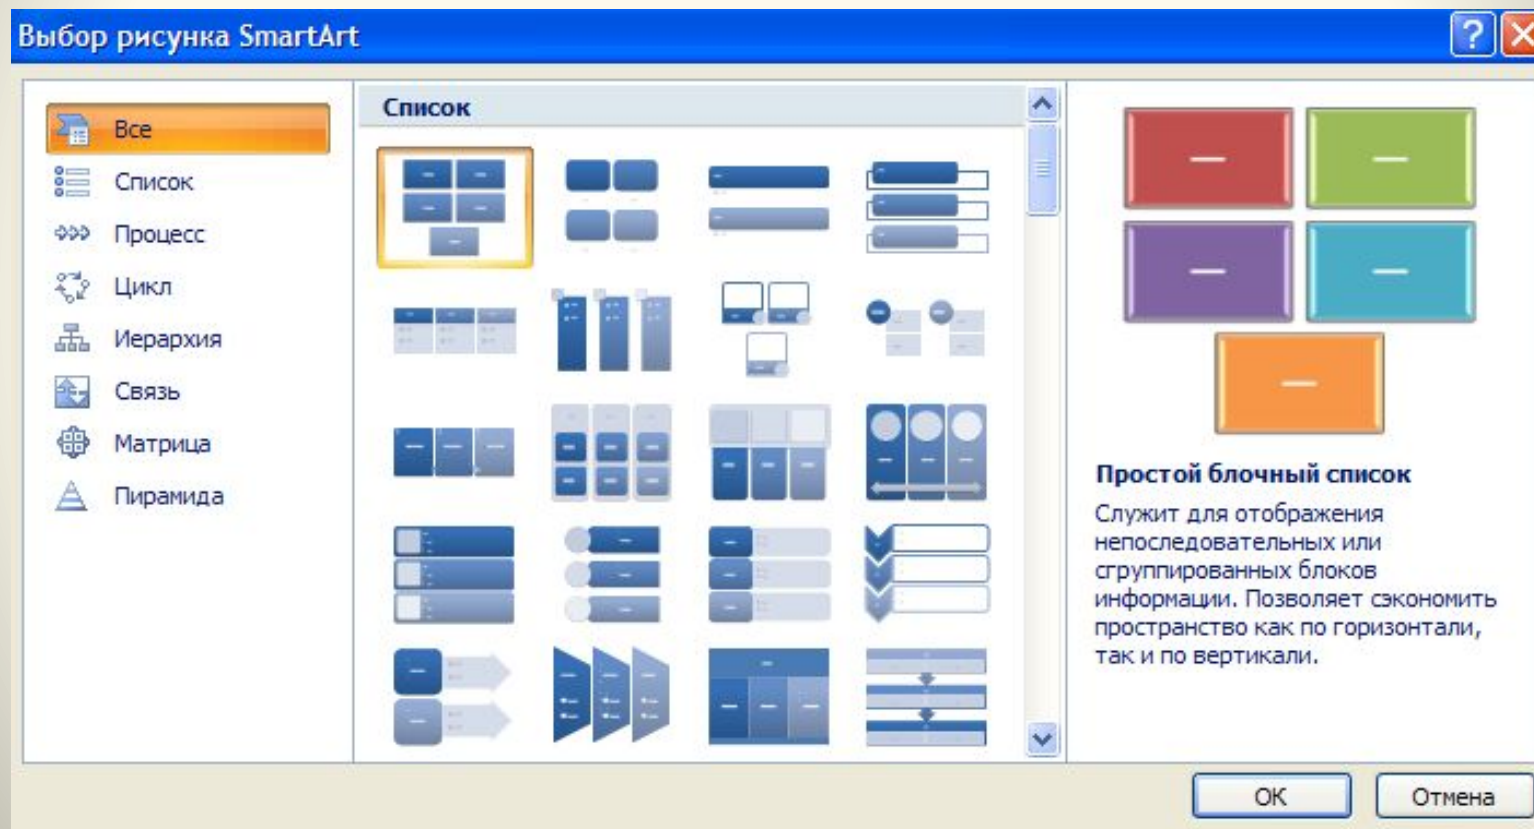 Выбор рисунка SmartArt
Все
Список
Процесс
Цикл
Иерархия
Связь
Матрица
Пирамида
Список
Простой блочный список
Служит для отображения
непоследовательных или
сгруппированных блоков
информации. Позволяет сэкономить
пространство как по горизонтали,
так и по вертикали.
ОК
Отмена